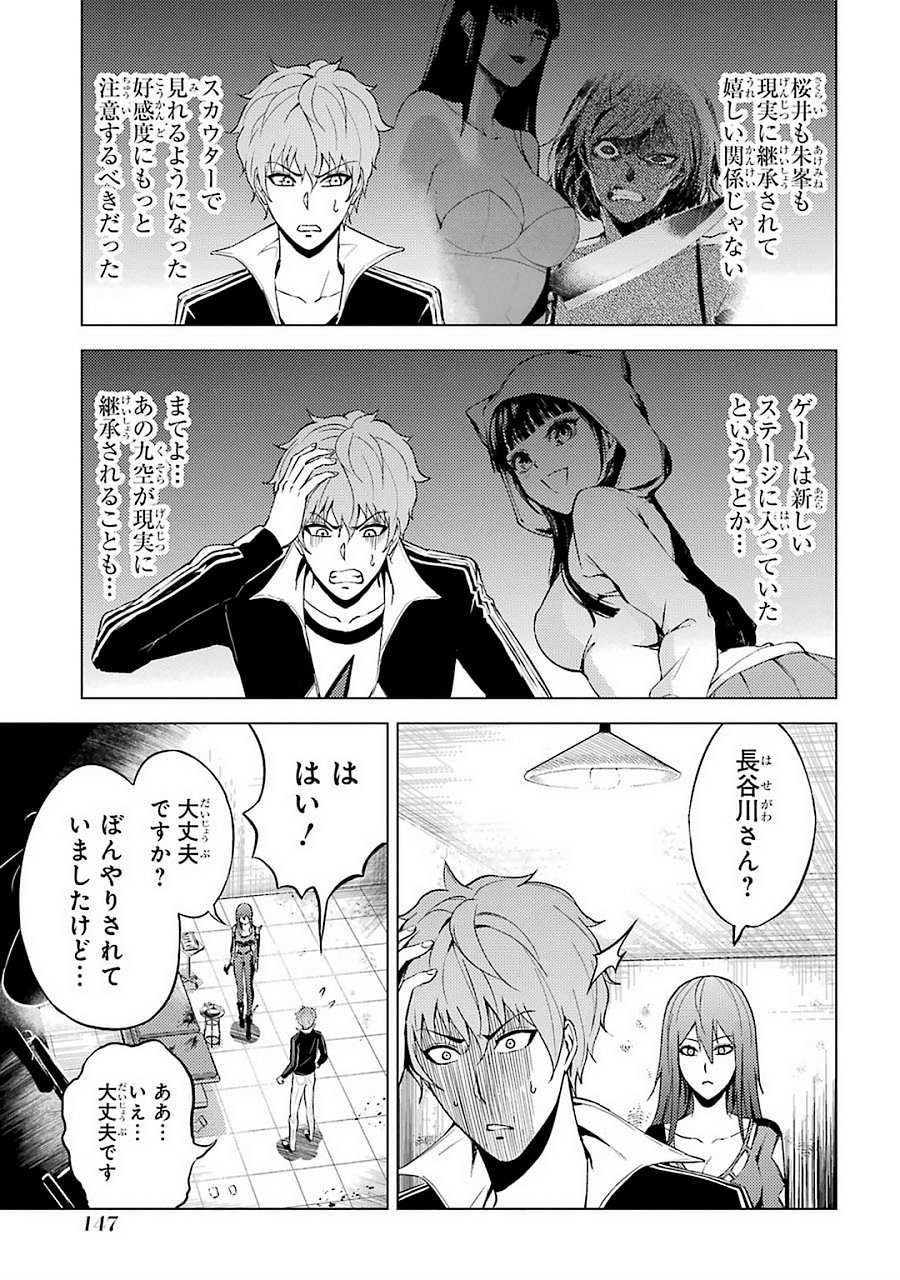 桜井も朱峯も
現実に継承されて
嬉しい関係じゃない
スカウターで
見れるようになった
好感度にもっと
注意するべきだった
ゲームは新しい
ステージに入っていた
ということか…
まてよ…
あの九空が現実に
継承されることも…
長谷川さん？
は
はい！
大丈夫
ですか？
ぼんやりされて
いましたけど…
ああ…
いえ…
大丈夫です
147